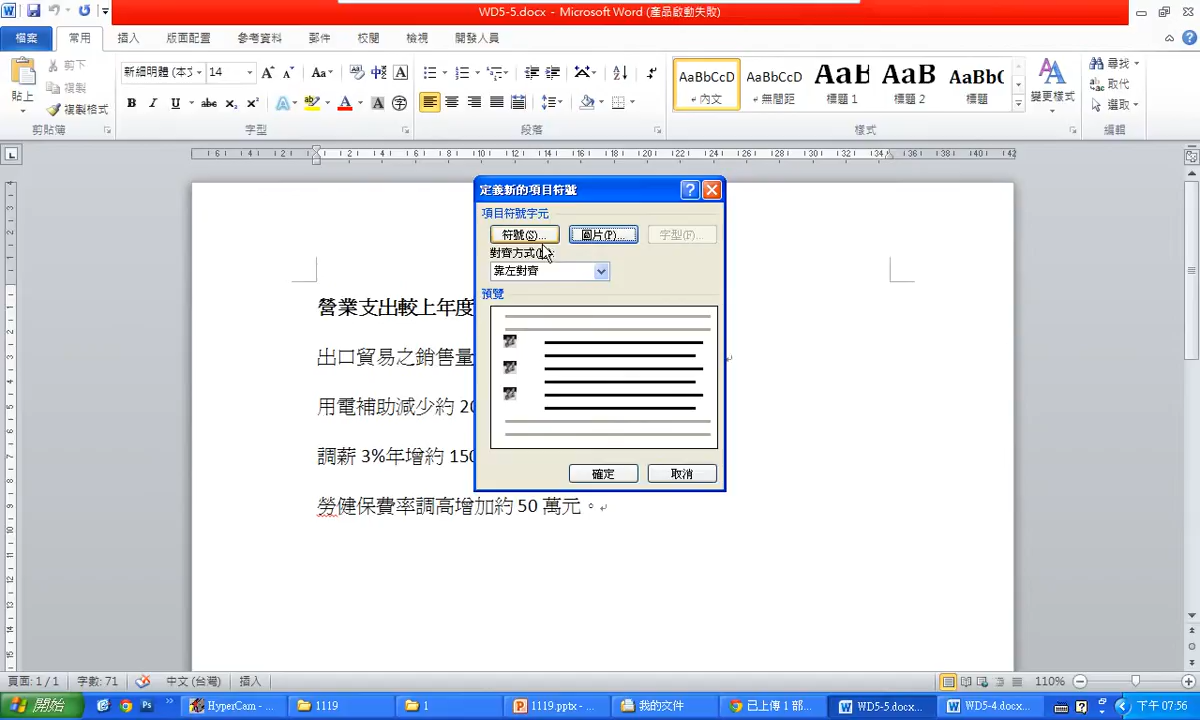 WD5-5.docx - Microsoft Word (產品啟動失敗)
檔案 常用 插入 版面配置 參考資料 郵件 校閱 檢視 開發人員
貼上 剪下 複製 複製格式
新細明體 (本文 14
AaBbCcD 內文
AaBbCcD 無間距
標題 1
AaB 標題 2
AaBb( 標題
變更樣式
尋找 取代 選取
剪貼簿 字型 段落 樣式 編輯
定義新的項目符號
項目符號字元
符號(S)... 圖片(P)... 字型(F)...
對齊方式
靠左對齊
預覽
確定 取消
營業支出較上年度
出口貿易之銷售量
用電補助減少約 20
調薪 3%年增約 150
勞健保費率調高增加約 50 萬元。
頁面: 1 / 1 字數: 71 中文 (台灣) 插入 110%
開始 HyperCam - ... 1119 1 1119.pptx - ... 我的文件 已上傳 1 部... WD5-5.docx... WD5-4.docx... 下午 07:56